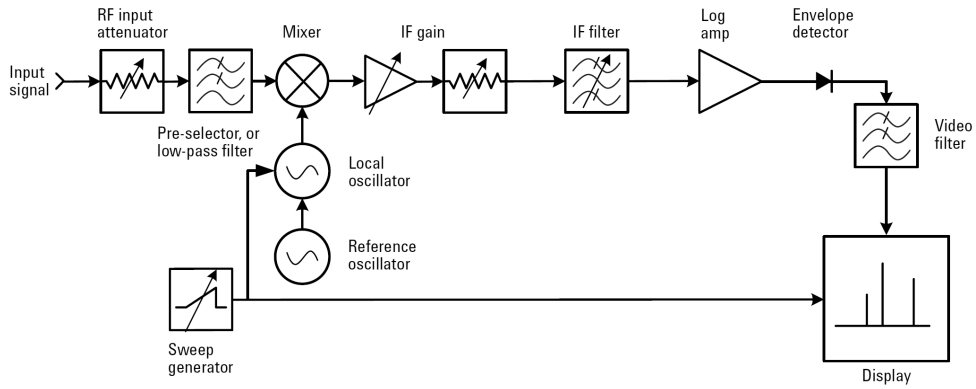 RF input
attenuator
Mixer
IF gain
IF filter
Log
amp
Envelope
detector
Input
signal
Pre-selector, or
low-pass filter
Video
filter
Local
oscillator
Reference
oscillator
Sweep
generator
Display